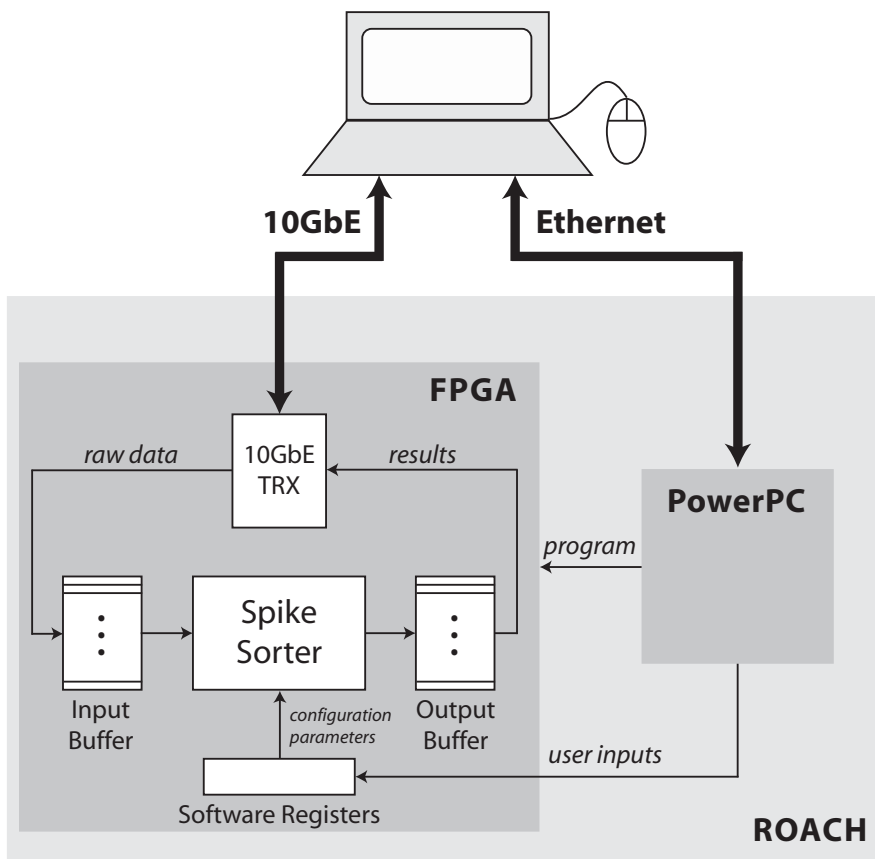 10GbE
Ethernet
FPGA
raw data
10GbE
TRX
results
PowerPC
program
Spike
Sorter
Input
Buffer
configuration
parameters
Output
Buffer
user inputs
Software Registers
ROACH